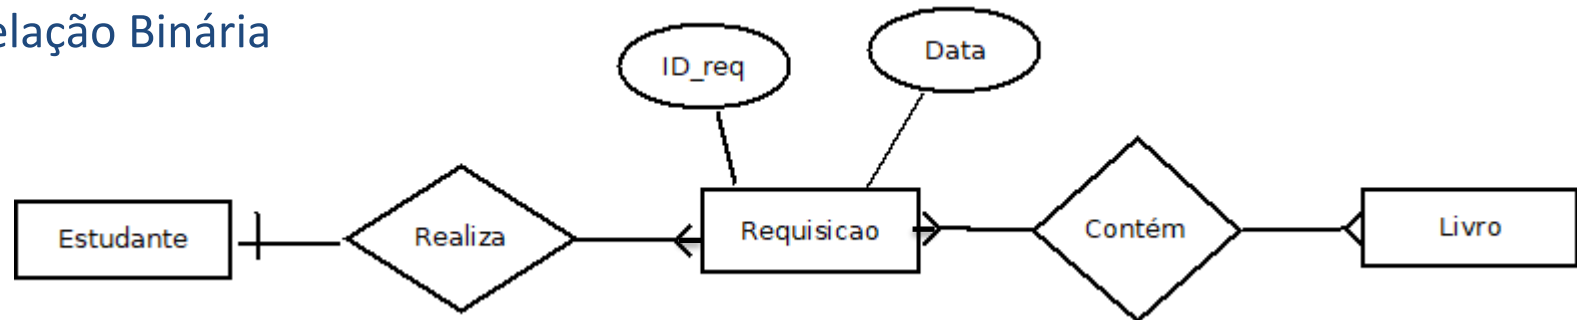 elação Binária
ID_req
Data
Estudante
Realiza
Requisicao
Contém
Livro